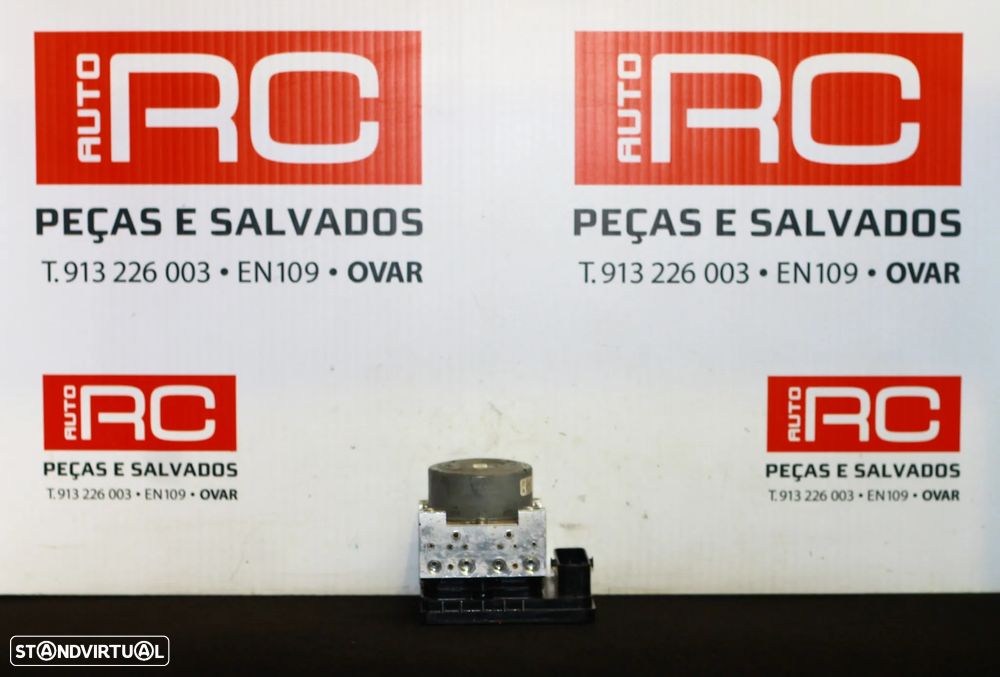 AUTO RC
PEÇAS E SALVADOS
T. 913 226 003 • EN109 • OVAR
AUTO RC
PEÇAS E SALVADOS
T. 913 226 003 • EN109 • OVAR
AUTO RC
PEÇAS E SALVADOS
T. 913 226 003 • EN109 • OVAR
AUTO RC
PEÇAS E SALVADOS
T. 913 226 003 • EN109 • OVAR
STANDVIRTUAL